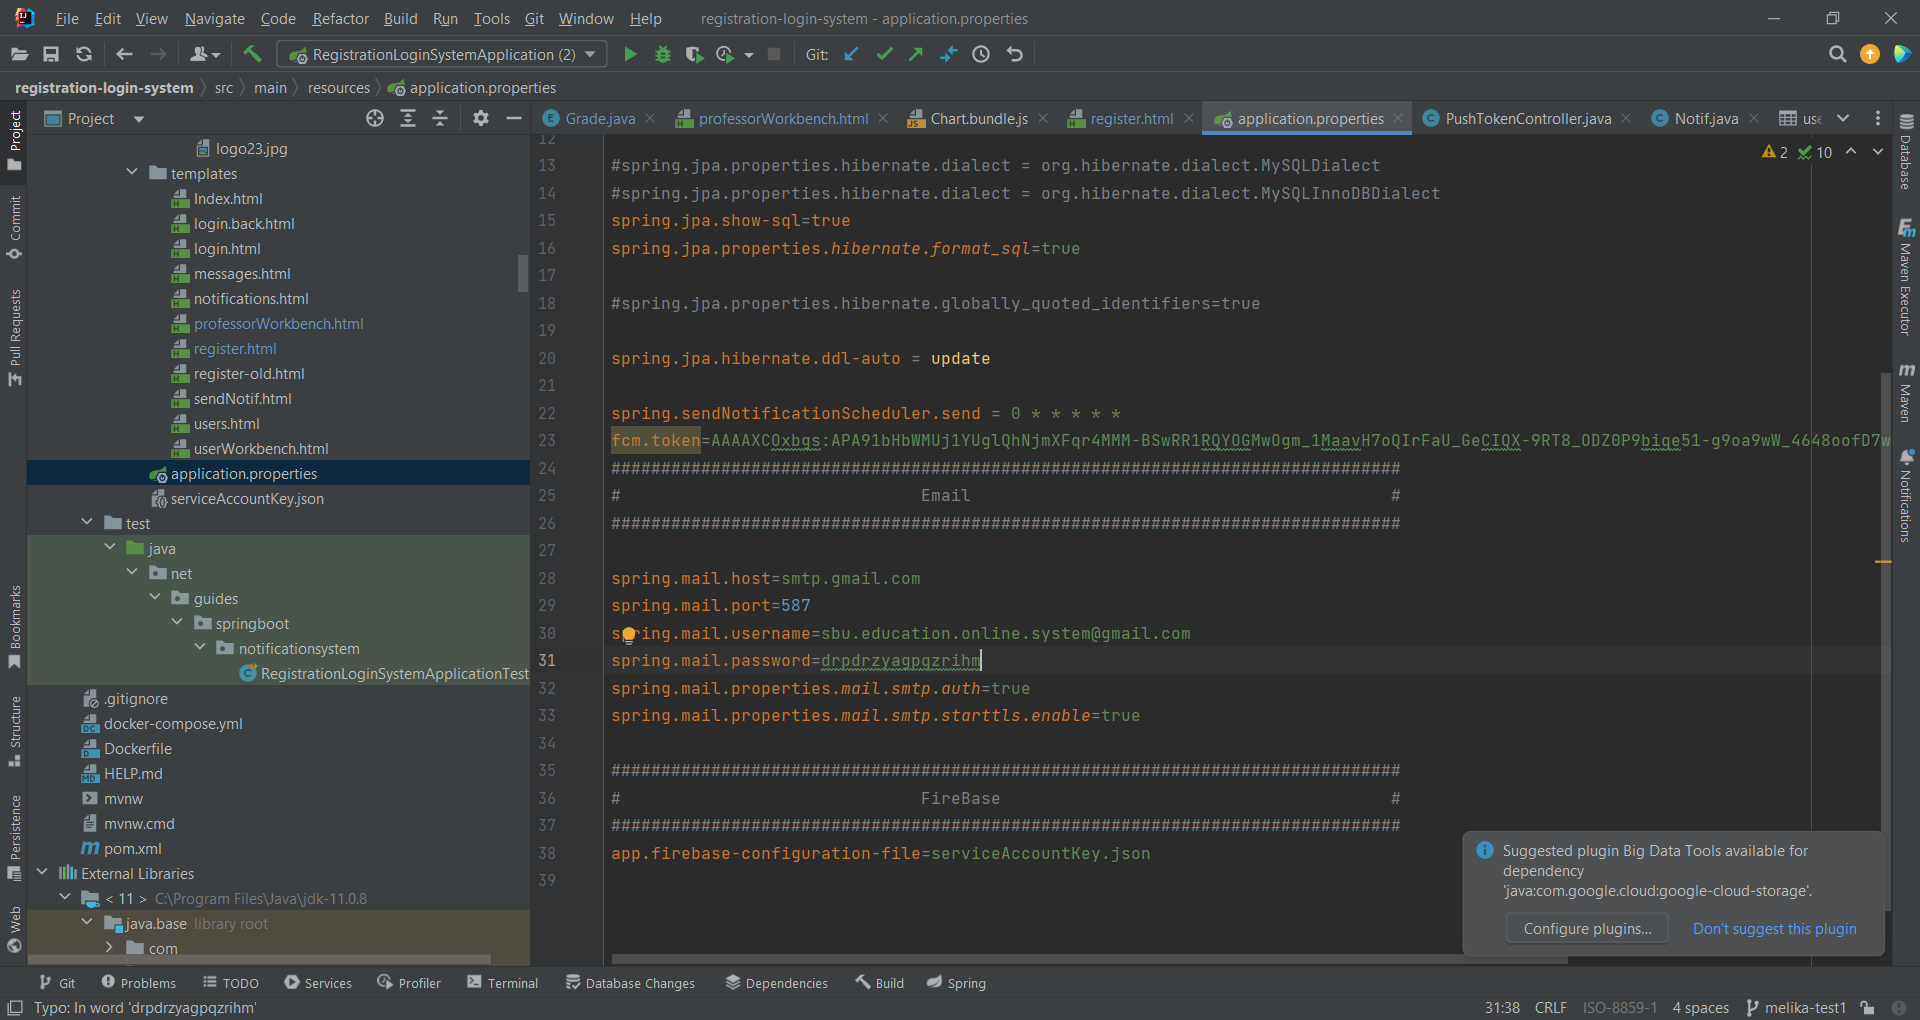 File Edit View Navigate Code Refactor Build Run Tools Git Window Help registration-login-system - application.properties
RegistrationLoginSystemApplication (2) Git:
registration-login-system src main resources application.properties
Project
Grade.java professorWorkbench.html Chart.bundle.js register.html application.properties PushTokenController.java Notif.java
Project
Commit
Pull Requests
Bookmarks
Structure
Persistence
Web
logo23.jpg
templates
Index.html
login.back.html
login.html
messages.html
notifications.html
professorWorkbench.html
register.html
register-old.html
sendNotif.html
users.html
userWorkbench.html
application.properties
serviceAccountKey.json
test
java
net
guides
springboot
notificationsystem
RegistrationLoginSystemApplicationTest
.gitignore
docker-compose.yml
Dockerfile
HELP.md
mvnw
mvnw.cmd
pom.xml
External Libraries
< 11 > C:\Program Files\Java\jdk-11.0.8
java.base library root
com
2 10
12
13 #spring.jpa.properties.hibernate.dialect = org.hibernate.dialect.MySQLDialect
14 #spring.jpa.properties.hibernate.dialect = org.hibernate.dialect.MySQLInnoDBDialect
15 spring.jpa.show-sql=true
16 spring.jpa.properties.hibernate.format_sql=true
17
18 #spring.jpa.properties.hibernate.globally_quoted_identifiers=true
19
20 spring.jpa.hibernate.ddl-auto = update
21
22 spring.sendNotificationScheduler.send = 0 * * * * *
23 fcm.token=AAAAXCOxbqs:APA91bHbWMUj1YUglQhNjmXFqr4MMM-BSwRR1RQYOGMwOgm_1MaavH7oQIrFaU_GeCIQX-9RT8_ODZ0P9biqe51-g9oa9wW_4648oofD7w
24 ###############################################################################
25 # Email #
26 ###############################################################################
27
28 spring.mail.host=smtp.gmail.com
29 spring.mail.port=587
30 spring.mail.username=sbu.education.online.system@gmail.com
31 spring.mail.password=drpdrzyagpqzrihm
32 spring.mail.properties.mail.smtp.auth=true
33 spring.mail.properties.mail.smtp.starttls.enable=true
34
35 ###############################################################################
36 # FireBase #
37 ###############################################################################
38 app.firebase-configuration-file=serviceAccountKey.json
39
Database
Maven Executor
Maven
Notifications
Suggested plugin Big Data Tools available for
dependency
'java:com.google.cloud:google-cloud-storage'.
Configure plugins... Don't suggest this plugin
Git Problems TODO Services Profiler Terminal Database Changes Dependencies Build Spring
Typo: In word 'drpdrzyagpqzrihm' 31:38 CRLF ISO-8859-1 4 spaces melika-test1